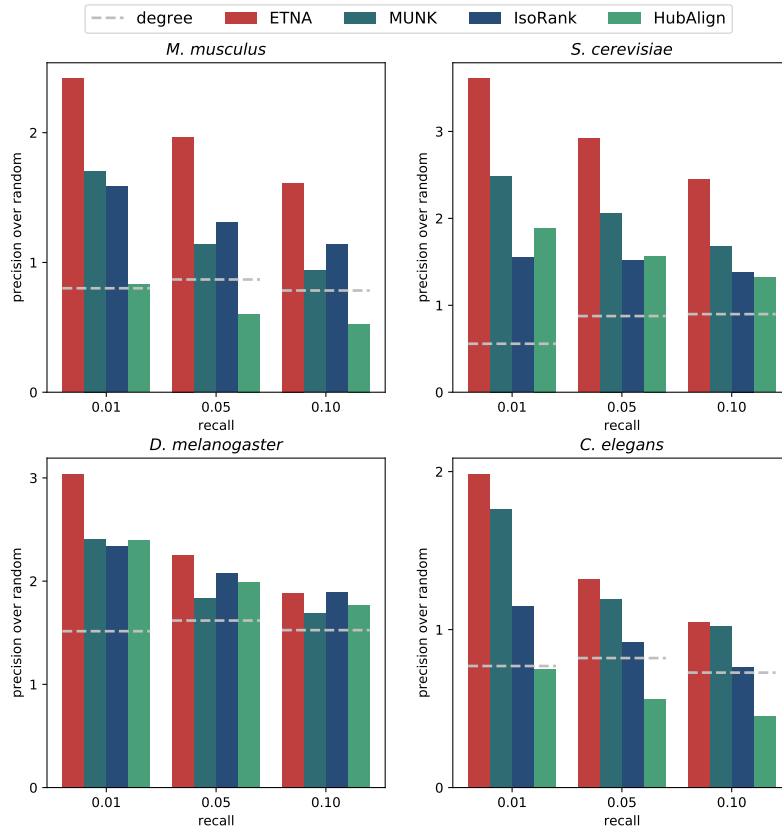 degree ETNA MUNK IsoRank HubAlign
M. musculus
precision over random
2
1
0
0.01 0.05 0.10
recall
S. cerevisiae
precision over random
3
2
1
0
0.01 0.05 0.10
recall
D. melanogaster
precision over random
3
2
1
0
0.01 0.05 0.10
recall
C. elegans
precision over random
2
1
0
0.01 0.05 0.10
recall